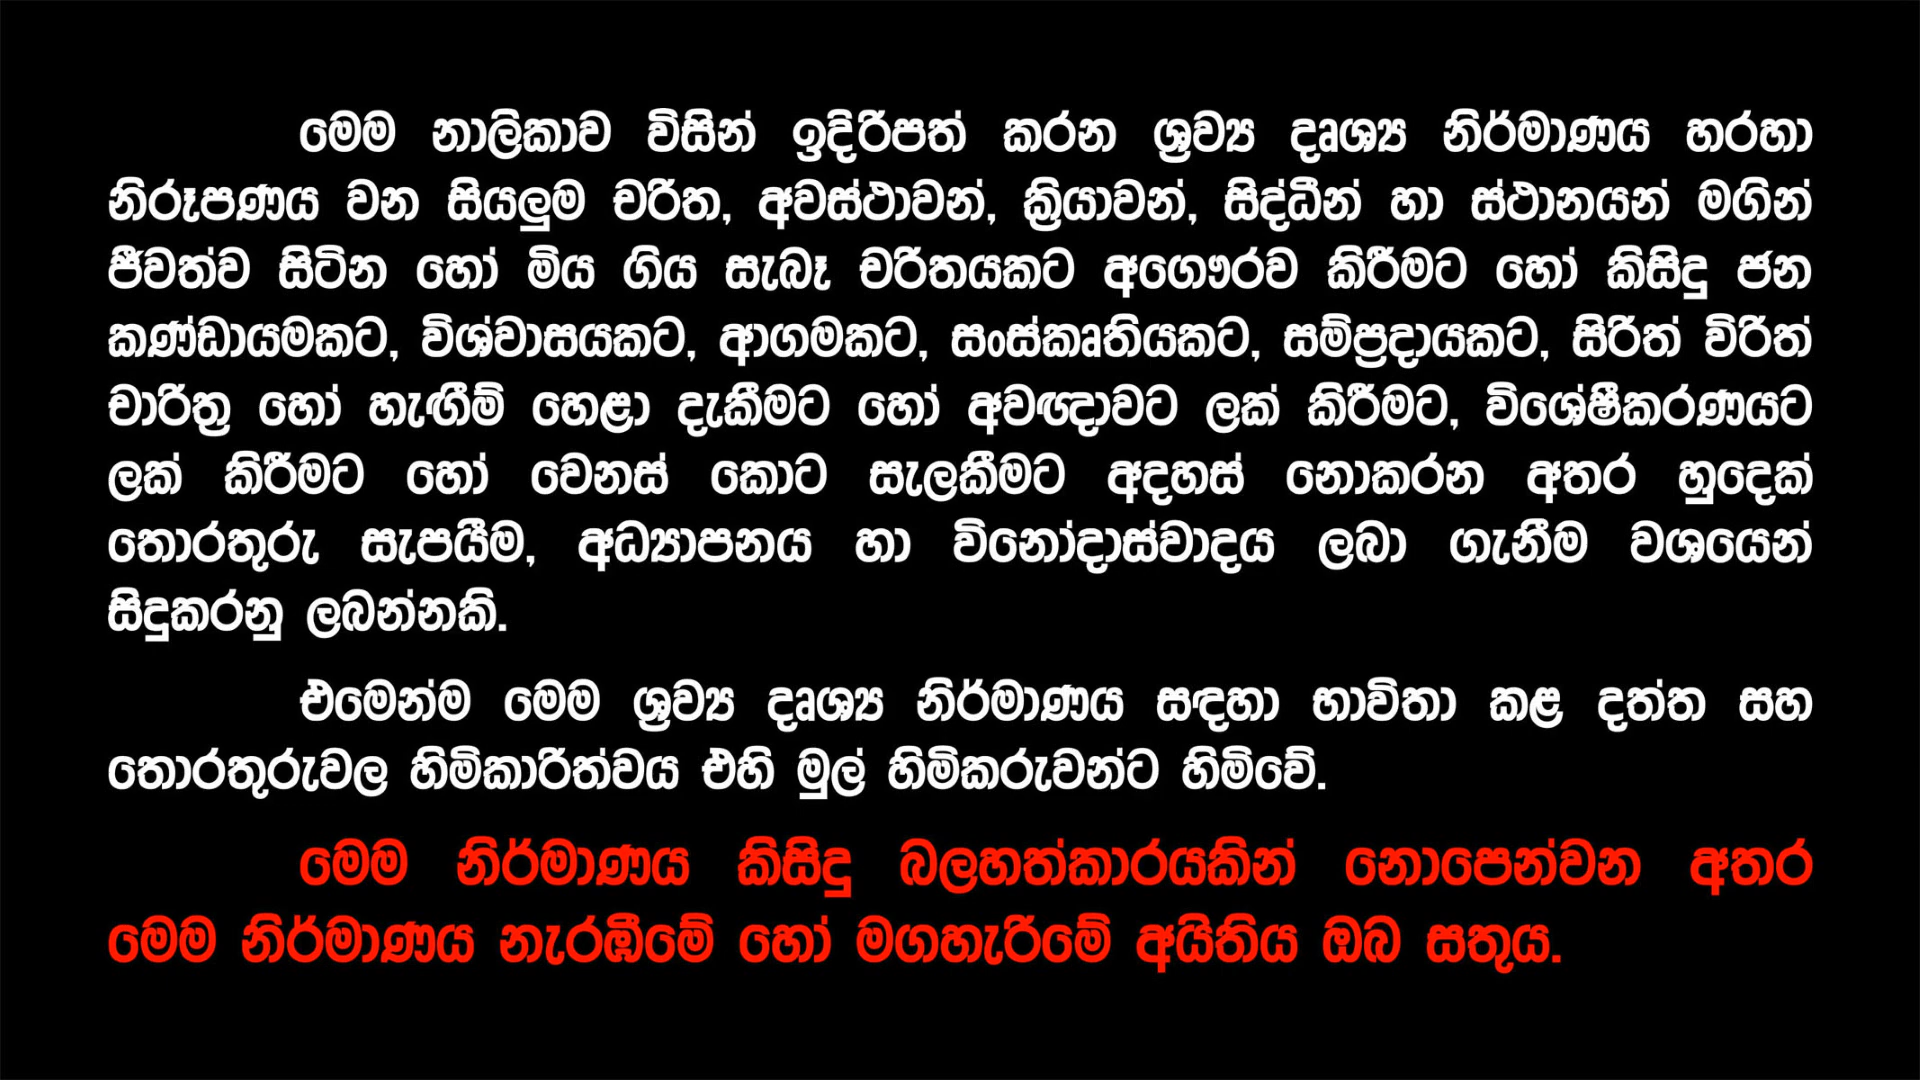 මෙම නාලිකාව විසින් ඉදිරිපත් කරන ශ්‍රව්‍ය දෘශ්‍ය නිර්මාණය හරහා
නිරූපණය වන සියලුම චරිත, අවස්ථාවන්, ක්‍රියාවන්, සිද්ධීන් හා ස්ථානයන් මගින්
ජීවත්ව සිටින හෝ මිය ගිය සැබෑ චරිතයකට අගෞරව කිරීමට හෝ කිසිදු ජන
කණ්ඩායමකට, විශ්වාසයකට, ආගමකට, සංස්කෘතියකට, සම්ප්‍රදායකට, සිරිත් විරිත්
චාරිත්‍ර හෝ හැඟීම් හෙළා දැකීමට හෝ අවඥාවට ලක් කිරීමට, විශේෂීකරණයට
ලක් කිරීමට හෝ වෙනස් කොට සැලකීමට අදහස් නොකරන අතර හුදෙක්
තොරතුරු සැපයීම, අධ්‍යාපනය හා විනෝදාස්වාදය ලබා ගැනීම වශයෙන්
සිදුකරනු ලබන්නකි.
එමෙන්ම මෙම ශ්‍රව්‍ය දෘශ්‍ය නිර්මාණය සඳහා භාවිතා කළ දත්ත සහ
තොරතුරුවල හිමිකාරිත්වය එහි මුල් හිමිකරුවන්ට හිමිවේ.
මෙම නිර්මාණය කිසිදු බලහත්කාරයකින් නොපෙන්වන අතර
මෙම නිර්මාණය නැරඹීමේ හෝ මගහැරීමේ අයිතිය ඔබ සතුය.